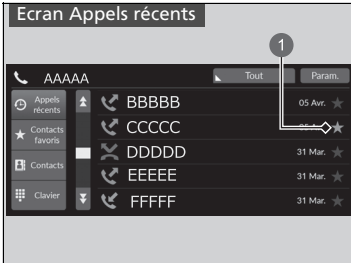 Ecran Appels récents
1
AAAAA Tout Param.
Appels récents
BBBBB 05 Avr.
Contacts favoris
CCCCC
DDDDD 31 Mar.
Contacts
EEEEE 31 Mar.
Clavier
FFFFF 31 Mar.